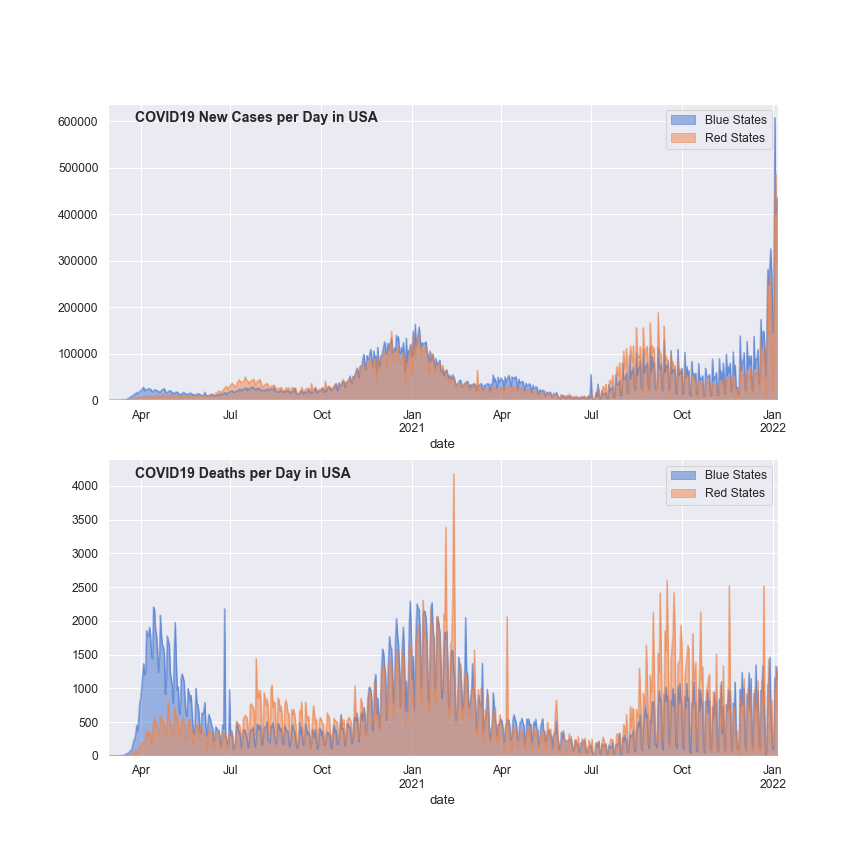 COVID19 New Cases per Day in USA
Blue States
Red States
600000
500000
400000
300000
200000
100000
0
Apr Jul Oct Jan Apr Jul Oct Jan
2021 2022
date
COVID19 Deaths per Day in USA
Blue States
Red States
4000
3500
3000
2500
2000
1500
1000
500
0
Apr Jul Oct Jan Apr Jul Oct Jan
2021 2022
date